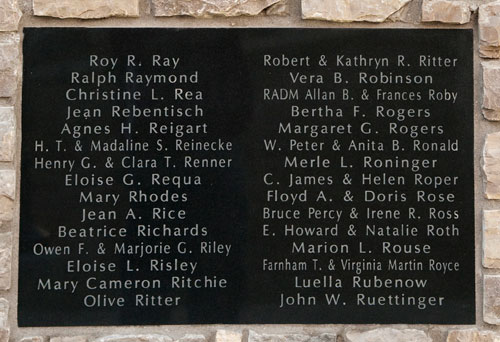 Roy R. Ray
Ralph Raymond
Christine L. Rea
Jean Rebentisch
Agnes H. Reigart
H. T. & Madaline S. Reinecke
Henry G. & Clara T. Renner
Eloise G. Requa
Mary Rhodes
Jean A. Rice
Beatrice Richards
Owen F. & Marjorie G. Riley
Eloise L. Risley
Mary Cameron Ritchie
Olive Ritter
Robert & Kathryn R. Ritter
Vera B. Robinson
RADM Allan B. & Frances Roby
Bertha F. Rogers
Margaret G. Rogers
W. Peter & Anita B. Ronald
Merle L. Roninger
C. James & Helen Roper
Floyd A. & Doris Rose
Bruce Percy & Irene R. Ross
E. Howard & Natalie Roth
Marion L. Rouse
Farnham T. & Virginia Martin Royce
Luella Rubenow
John W. Ruettinger